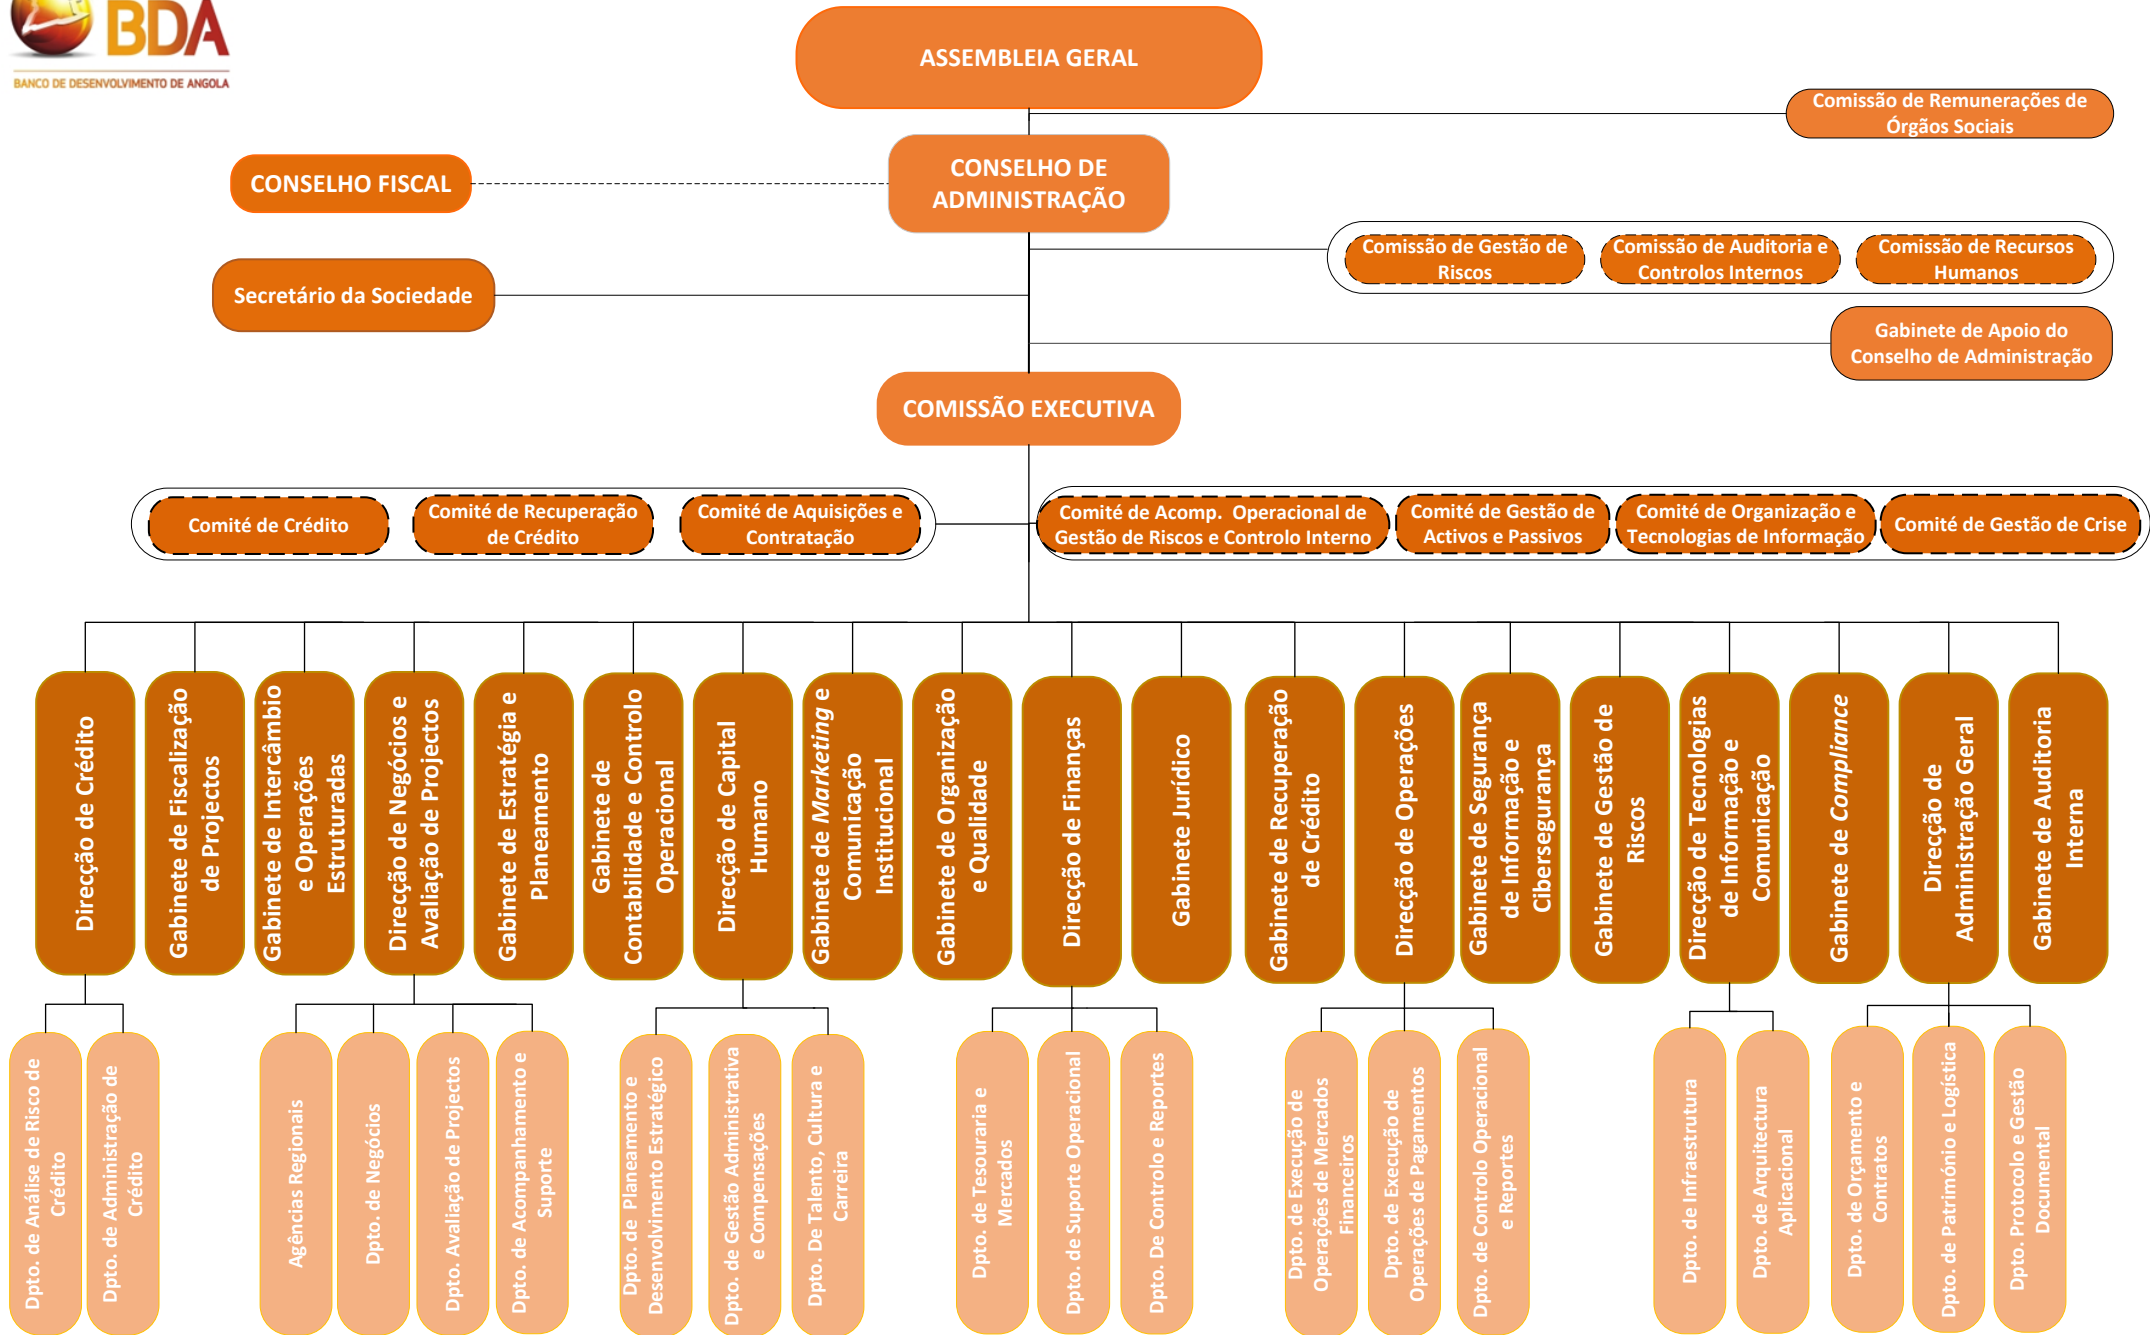 BDA
BANCO DE DESENVOLVIMENTO DE ANGOLA
ASSEMBLEIA GERAL
Comissão de Remunerações de
Órgãos Sociais
CONSELHO FISCAL
CONSELHO DE
ADMINISTRAÇÃO
Comissão de Gestão de
Riscos
Comissão de Auditoria e
Controlos Internos
Comissão de Recursos
Humanos
Secretário da Sociedade
Gabinete de Apoio do
Conselho de Administração
COMISSÃO EXECUTIVA
Comité de Crédito
Comité de Recuperação
de Crédito
Comité de Aquisições e
Contratação
Comité de Acomp. Operacional de
Gestão de Riscos e Controlo Interno
Comité de Gestão de
Activos e Passivos
Comité de Organização e
Tecnologias de Informação
Comité de Gestão de Crise
Direcção de Crédito
Gabinete de Fiscalização
de Projectos
Gabinete de Intercâmbio
e Operações
Estruturadas
Direcção de Negócios e
Avaliação de Projectos
Gabinete de Estratégia e
Planeamento
Gabinete de
Contabilidade e Controlo
Operacional
Direcção de Capital
Humano
Gabinete de Marketing e
Comunicação
Institucional
Gabinete de Organização
e Qualidade
Direcção de Finanças
Gabinete Jurídico
Gabinete de Recuperação
de Crédito
Direcção de Operações
Gabinete de Segurança
de Informação e
Cibersegurança
Gabinete de Gestão de
Riscos
Direcção de Tecnologias
de Informação e
Comunicação
Gabinete de Compliance
Direcção de
Administração Geral
Gabinete de Auditoria
Interna
Dpto. de Análise de Risco de
Crédito
Dpto. de Administração de
Crédito
Agências Regionais
Dpto. de Negócios
Dpto. Avaliação de Projectos
Dpto. de Acompanhamento e
Suporte
Dpto. de Planeamento e
Desenvolvimento Estratégico
Dpto. de Gestão Administrativa
e Compensações
Dpto. De Talento, Cultura e
Carreira
Dpto. de Tesouraria e
Mercados
Dpto. de Suporte Operacional
Dpto. De Controlo e Reportes
Dpto. de Execução de
Operações de Mercados
Financeiros
Dpto. de Execução de
Operações de Pagamentos
Dpto. de Controlo Operacional
e Reportes
Dpto. de Infraestrutura
Dpto. de Arquitectura
Aplicacional
Dpto. de Orçamento e
Contratos
Dpto. de Património e Logística
Dpto. Protocolo e Gestão
Documental